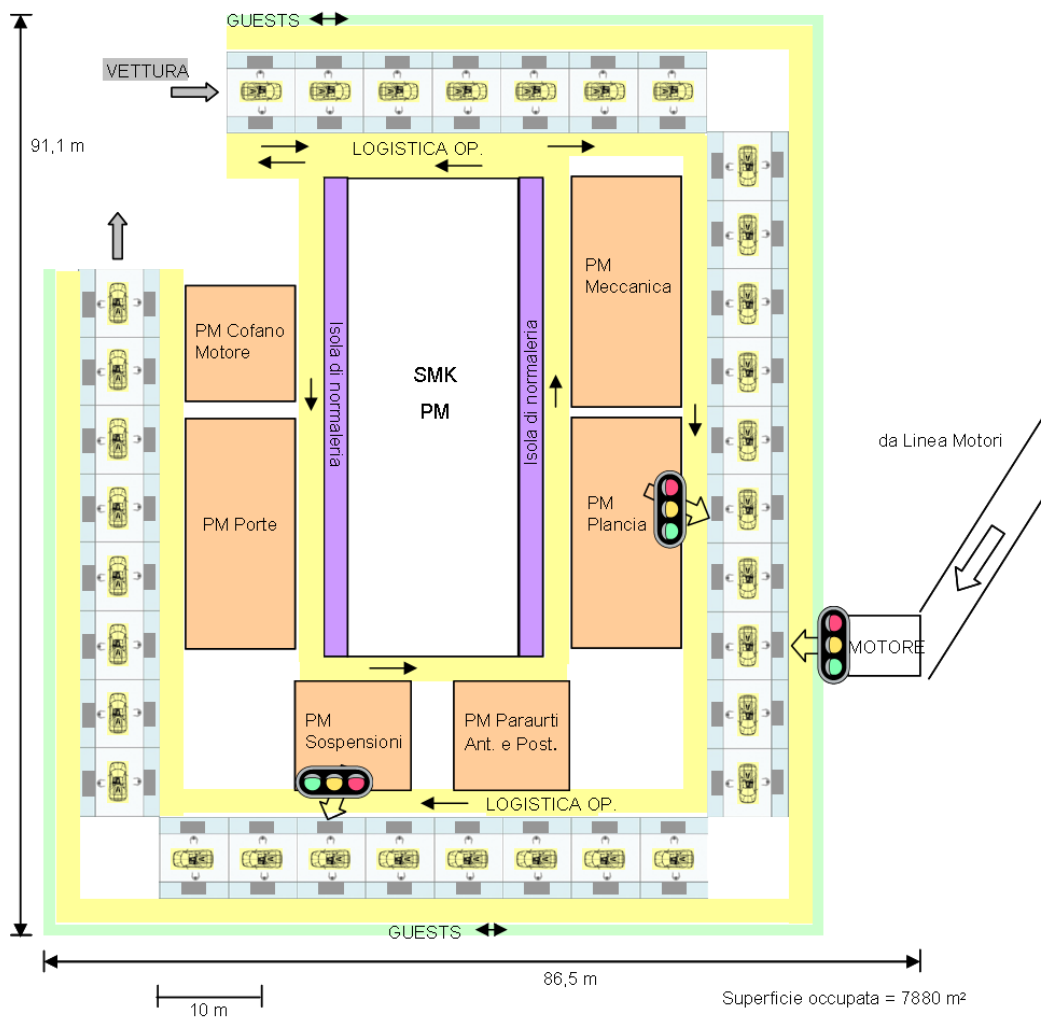 GUESTS
VETTURA
91,1 m
LOGISTICA OP.
PM
Meccanica
PM Cofano
Motore
Isola di normaleria
SMK
PM
Isola di normaleria
da Linea Motori
PM Porte
PM
Plancia
MOTORE
PM
Sospensioni
PM Paraurti
Ant. e Post.
LOGISTICA OP.
GUESTS
86,5 m
10 m
Superficie occupata = 7880 m²